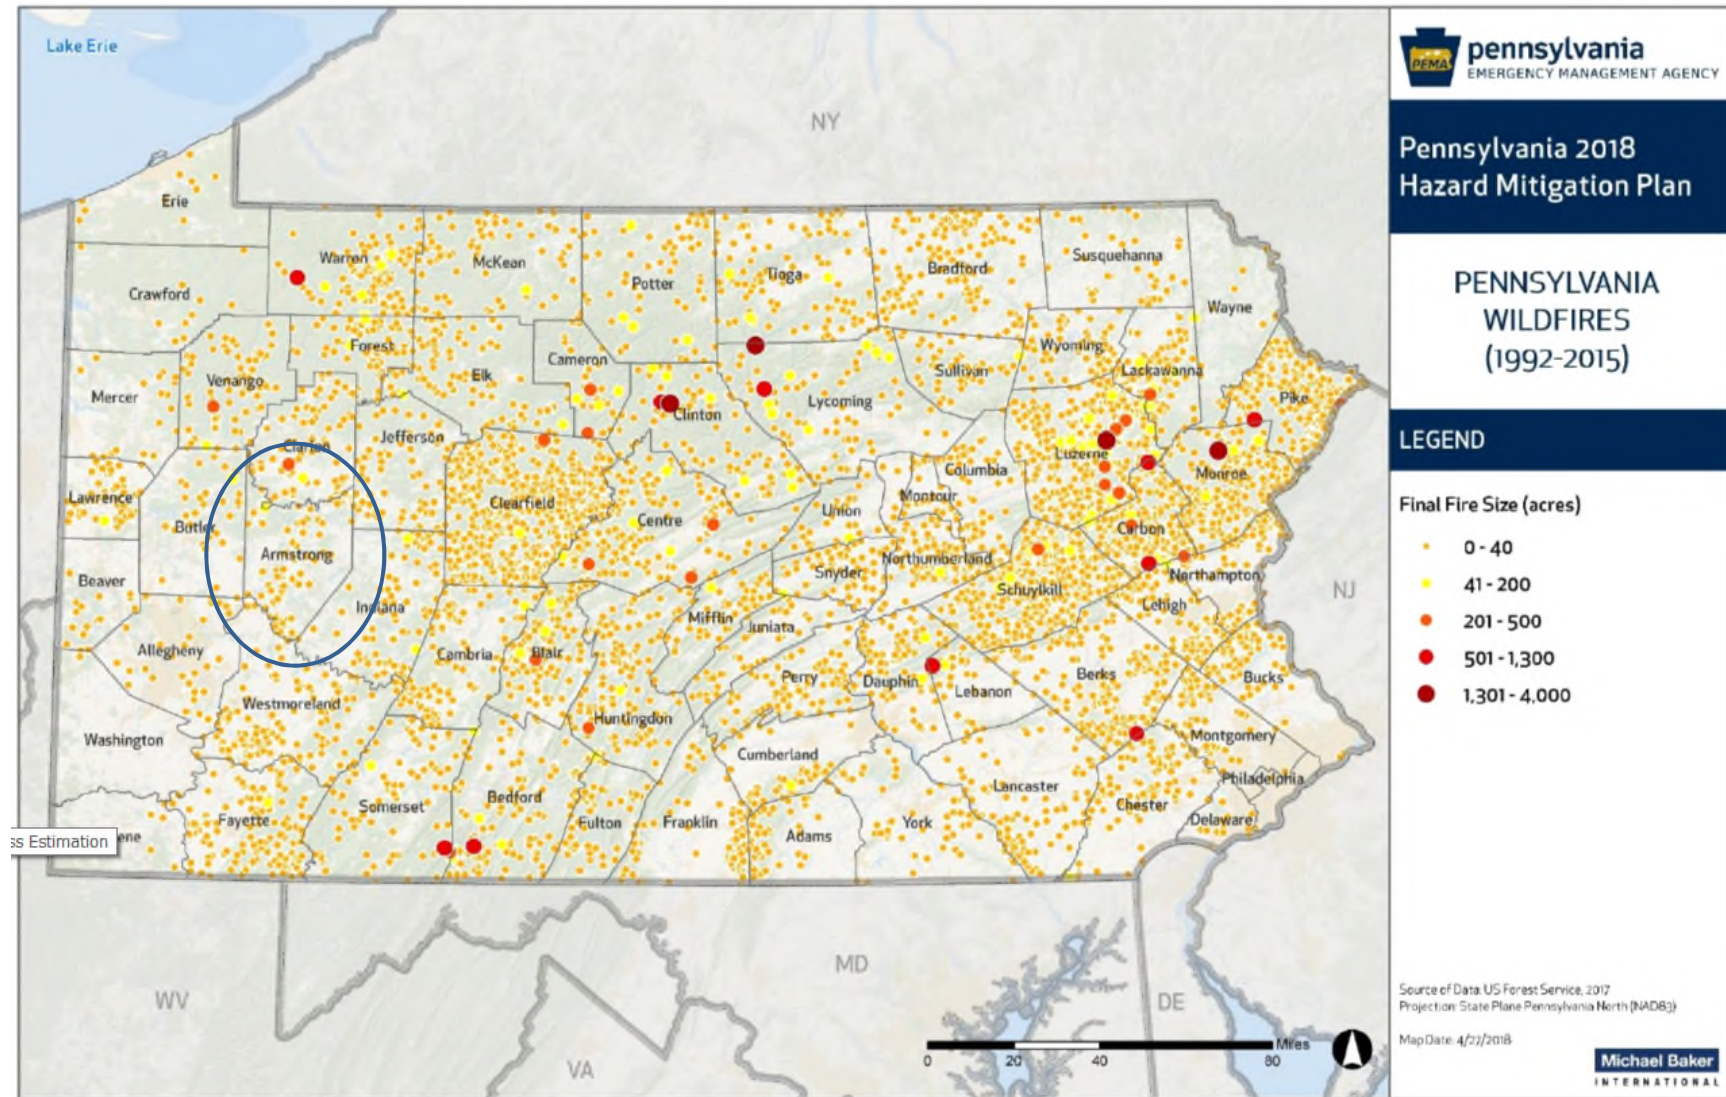 Lake Erie
NY
Erie
Warren
McKean
Potter
Tioga
Bradford
Susquehanna
Crawford
Wayne
Forest
Cameron
Wyoming
Venango
Elk
Sullivan
Lackawanna
Mercer
Lycoming
Pike
Clinton
Jefferson
Clarion
Luzerne
Columbia
Monroe
Lawrence
Clearfield
Montour
Butler
Centre
Union
Carbon
Armstrong
Northumberland
Beaver
Snyder
Northampton
Schuylkill
NJ
Indiana
Lehigh
Mifflin
Juniata
Allegheny
Cambria
Blair
Perry
Dauphin
Lebanon
Berks
Bucks
Westmoreland
Huntingdon
Washington
Cumberland
Montgomery
Philadelphia
Lancaster
Somerset
Bedford
Chester
Fayette
Fulton
Franklin
York
Delaware
Adams
ss Estimation
ene
MD
WV
DE
VA
Miles
0 20 40 80
PEMA
pennsylvania
EMERGENCY MANAGEMENT AGENCY
Pennsylvania 2018
Hazard Mitigation Plan
PENNSYLVANIA
WILDFIRES
(1992-2015)
LEGEND
Final Fire Size (acres)
0 - 40
41 - 200
201 - 500
501 - 1,300
1,301 - 4,000
Source of Data: US Forest Service, 2017
Projection: State Plane Pennsylvania North (NAD83)
Map Date: 4/27/2018
Michael Baker
INTERNATIONAL